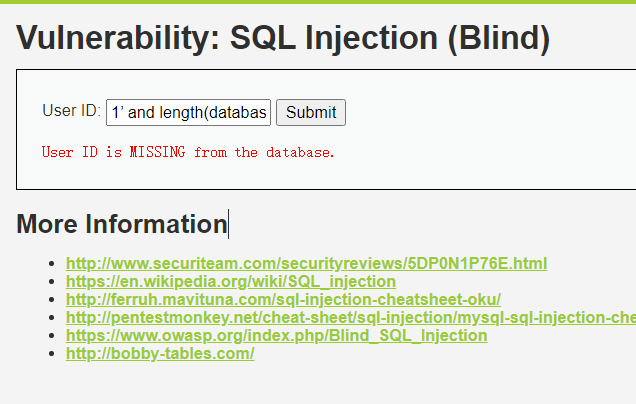 Vulnerability: SQL Injection (Blind)
User ID: 1’ and length(databas Submit
User ID is MISSING from the database.
More Information
http://www.securiteam.com/securityreviews/5DP0N1P76E.html
https://en.wikipedia.org/wiki/SQL_injection
http://ferruh.mavituna.com/sql-injection-cheatsheet-oku/
http://pentestmonkey.net/cheat-sheet/sql-injection/mysql-sql-injection-che
https://www.owasp.org/index.php/Blind_SQL_Injection
http://bobby-tables.com/